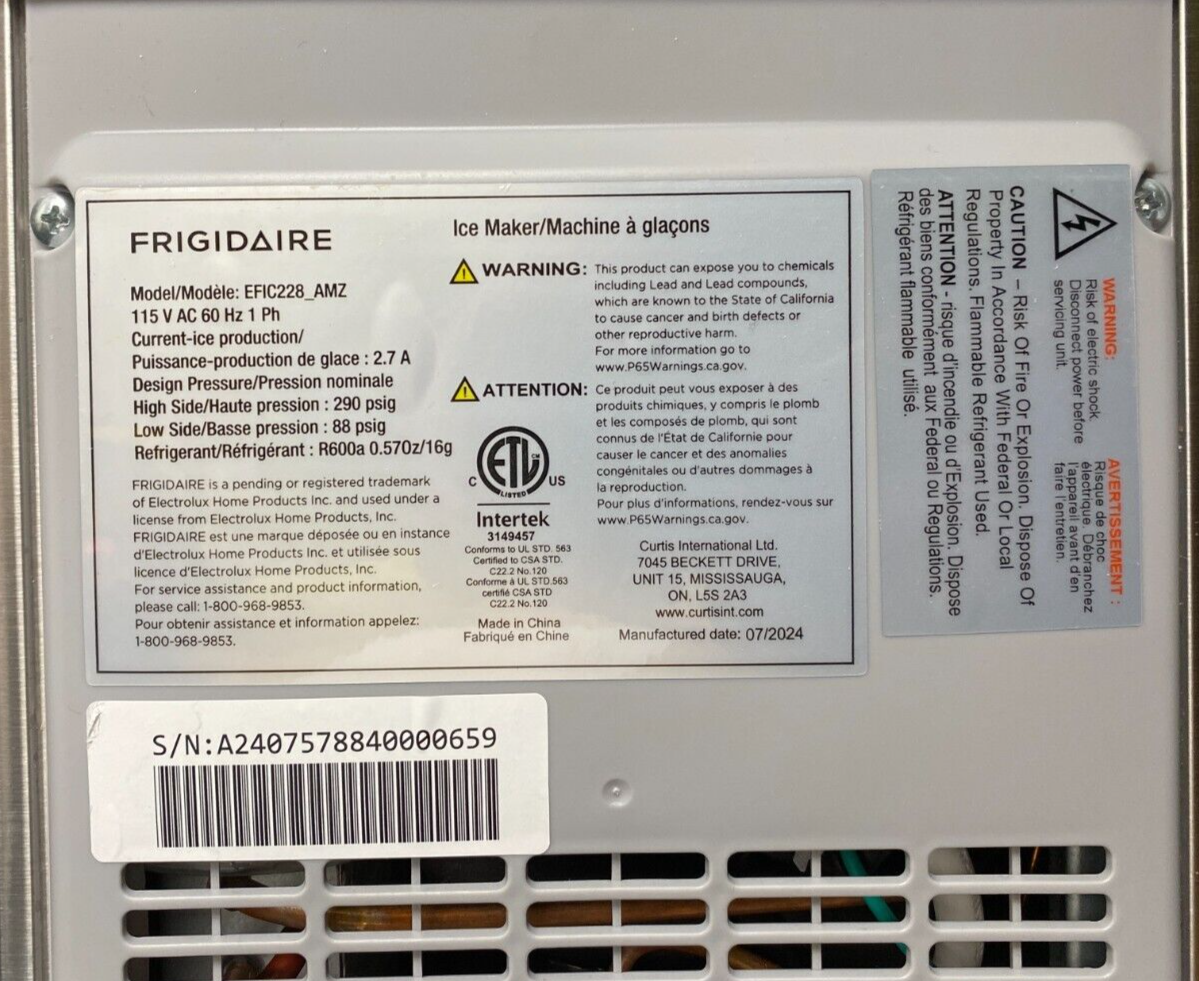 FRIGIDAIRE
Model/Modèle: EFIC228_AMZ
115 V AC 60 Hz 1 Ph
Current-ice production/
Puissance-production de glace : 2.7 A
Design Pressure/Pression nominale
High Side/Haute pression : 290 psig
Low Side/Basse pression : 88 psig
Refrigerant/Réfrigérant : R600a 0.57Oz/16g
FRIGIDAIRE is a pending or registered trademark
of Electrolux Home Products Inc. and used under a
license from Electrolux Home Products, Inc.
FRIGIDAIRE est une marque déposée ou en instance
d'Electrolux Home Products Inc. et utilisée sous
licence d'Electrolux Home Products, Inc.
For service assistance and product information,
please call: 1-800-968-9853.
Pour obtenir assistance et information appelez:
1-800-968-9853.
Ice Maker/Machine à glaçons
WARNING: This product can expose you to chemicals
including Lead and Lead compounds,
which are known to the State of California
to cause cancer and birth defects or
other reproductive harm.
For more information go to
www.P65Warnings.ca.gov.
ATTENTION: Ce produit peut vous exposer à des
produits chimiques, y compris le plomb
et les composés de plomb, qui sont
connus de l'État de Californie pour
causer le cancer et des anomalies
congénitales ou d'autres dommages à
la reproduction.
Pour plus d'informations, rendez-vous sur
www.P65Warnings.ca.gov.
C ETL CM US
LISTED
Intertek
3149457
Conforms to UL STD. 563
Certified to CSA STD.
C22.2 No.120
Conforme à UL STD.563
certifié CSA STD
C22.2 No.120
Made in China
Fabriqué en Chine
Curtis International Ltd.
7045 BECKETT DRIVE,
UNIT 15, MISSISSAUGA,
ON, L5S 2A3
www.curtisint.com
Manufactured date: 07/2024
WARNING:
Risk of electric shock.
Disconnect power before
servicing unit.
AVERTISSEMENT :
Risque de choc
électrique. Débranchez
l'appareil avant d'en
faire l'entretien.
CAUTION – Risk Of Fire Or Explosion. Dispose Of
Property In Accordance With Federal Or Local
Regulations. Flammable Refrigerant Used.
ATTENTION - risque d'incendie ou d'Explosion. Dispose
des biens conformément aux Federal ou Regulations.
Réfrigérant flammable utilisé.
S/N:A2407578840000659